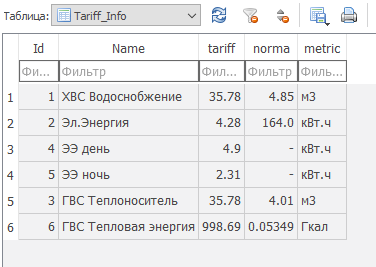 Таблица: Tariff_Info
Id Name tariff norma metric
Фи... Фильтр Фил... Фил... Филь...
1 1 ХВС Водоснобжение 35.78 4.85 м3
2 2 Эл.Энергия 4.28 164.0 кВт.ч
3 4 ЭЭ день 4.9 - кВт.ч
4 5 ЭЭ ночь 2.31 - кВт.ч
5 3 ГВС Теплоноситель 35.78 4.01 м3
6 6 ГВС Тепловая энергия 998.69 0.05349 Гкал